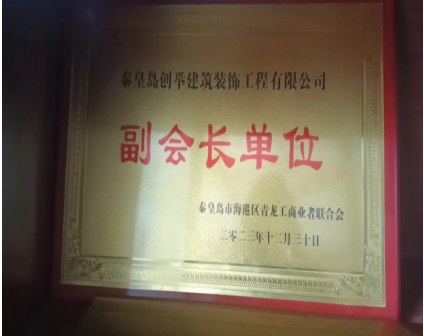 秦皇岛创举建筑装饰工程有限公司
副会长单位
秦皇岛市海港区青龙工商业者联合会
二零二三年十二月三十日